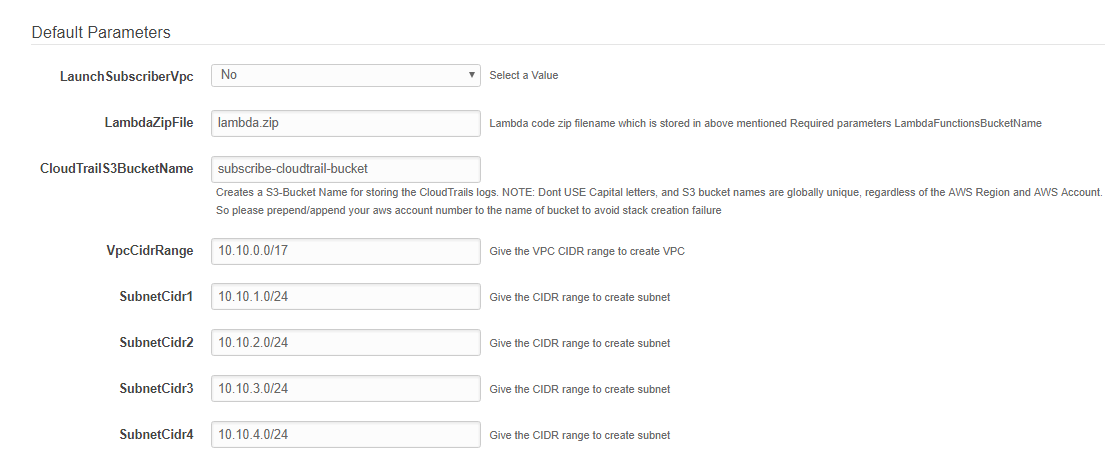 Default Parameters
LaunchSubscriberVpc No Select a Value
LambdaZipFile lambda.zip Lambda code zip filename which is stored in above mentioned Required parameters LambdaFunctionsBucketName
CloudTrailS3BucketName subscribe-cloudtrail-bucket
Creates a S3-Bucket Name for storing the CloudTrails logs. NOTE: Dont USE Capital letters, and S3 bucket names are globally unique, regardless of the AWS Region and AWS Account.
So please prepend/append your aws account number to the name of bucket to avoid stack creation failure
VpcCidrRange 10.10.0.0/17 Give the VPC CIDR range to create VPC
SubnetCidr1 10.10.1.0/24 Give the CIDR range to create subnet
SubnetCidr2 10.10.2.0/24 Give the CIDR range to create subnet
SubnetCidr3 10.10.3.0/24 Give the CIDR range to create subnet
SubnetCidr4 10.10.4.0/24 Give the CIDR range to create subnet